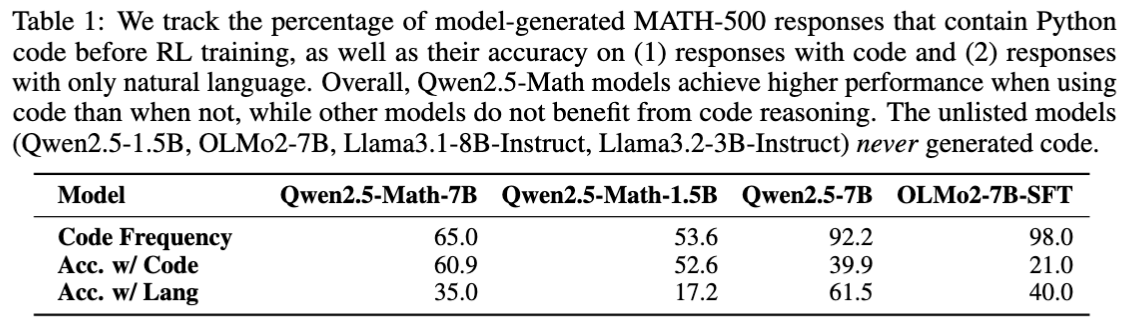 Table 1: We track the percentage of model-generated MATH-500 responses that contain Python
code before RL training, as well as their accuracy on (1) responses with code and (2) responses
with only natural language. Overall, Qwen2.5-Math models achieve higher performance when using
code than when not, while other models do not benefit from code reasoning. The unlisted models
(Qwen2.5-1.5B, OLMo2-7B, Llama3.1-8B-Instruct, Llama3.2-3B-Instruct) never generated code.
Model Qwen2.5-Math-7B Qwen2.5-Math-1.5B Qwen2.5-7B OLMo2-7B-SFT
Code Frequency 65.0 53.6 92.2 98.0
Acc. w/ Code 60.9 52.6 39.9 21.0
Acc. w/ Lang 35.0 17.2 61.5 40.0